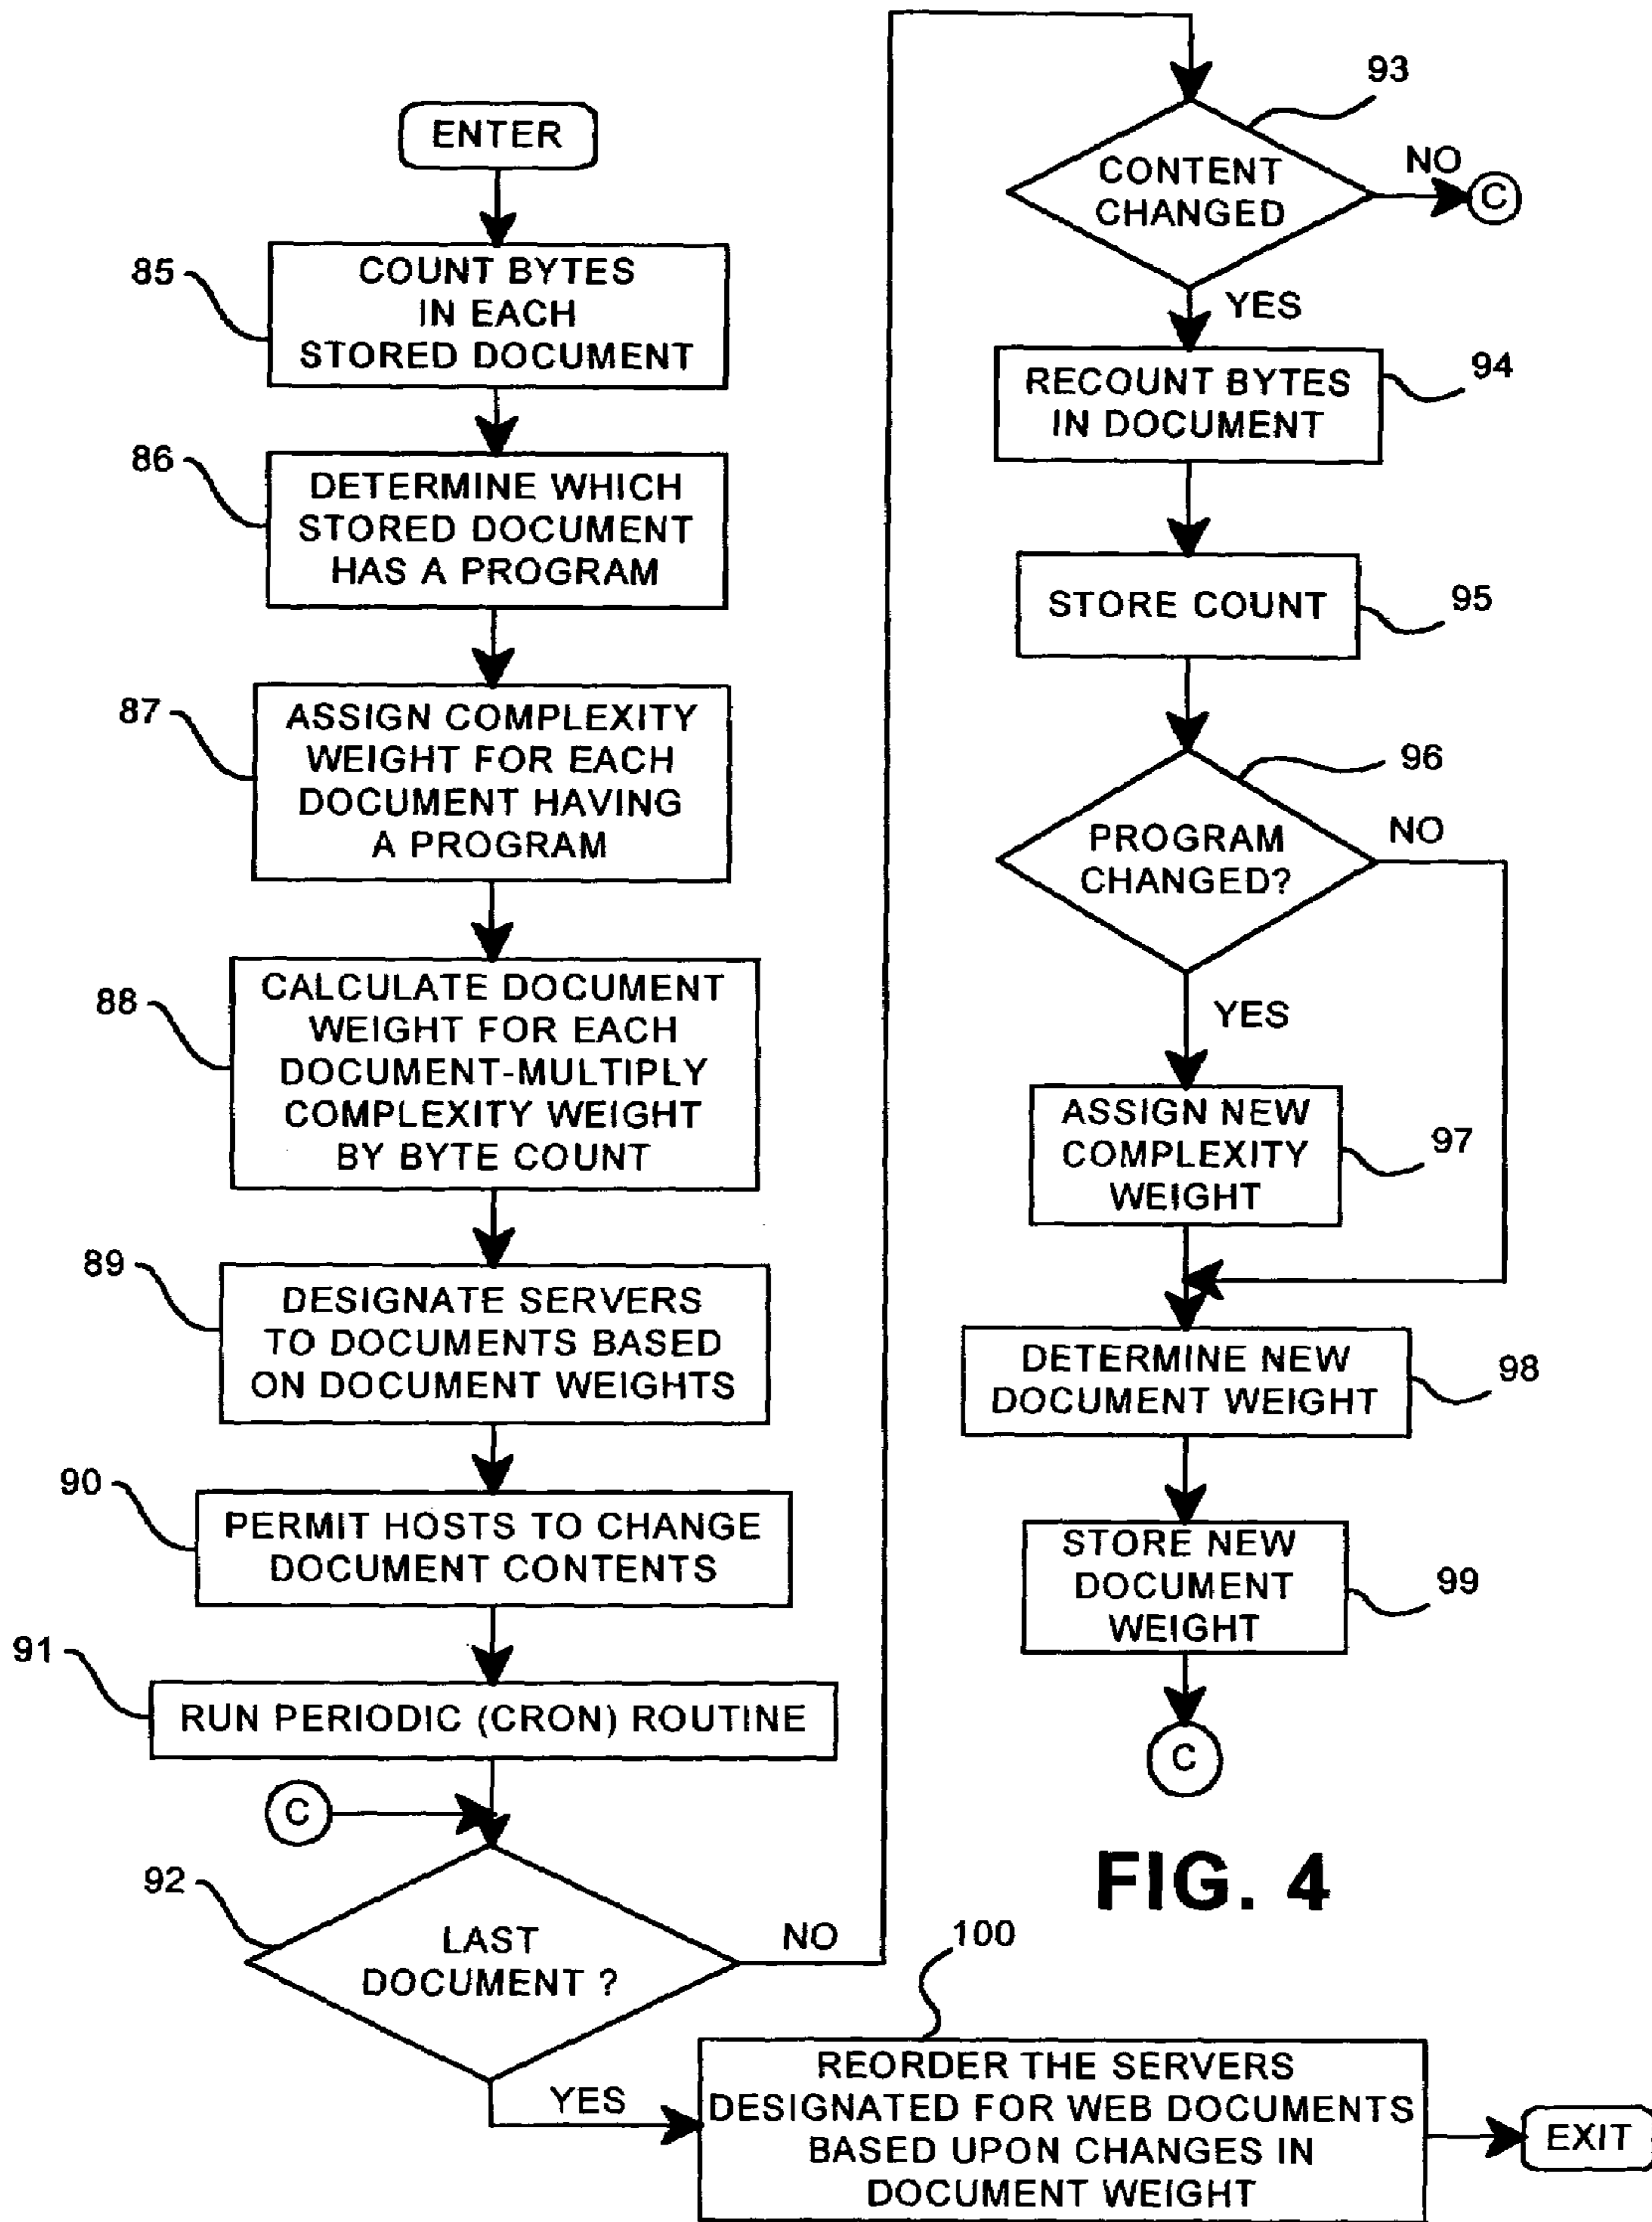 ENTER
85
COUNT BYTES
IN EACH
STORED DOCUMENT
86
DETERMINE WHICH
STORED DOCUMENT
HAS A PROGRAM
87
ASSIGN COMPLEXITY
WEIGHT FOR EACH
DOCUMENT HAVING
A PROGRAM
88
CALCULATE DOCUMENT
WEIGHT FOR EACH
DOCUMENT-MULTIPLY
COMPLEXITY WEIGHT
BY BYTE COUNT
89
DESIGNATE SERVERS
TO DOCUMENTS BASED
ON DOCUMENT WEIGHTS
90
PERMIT HOSTS TO CHANGE
DOCUMENT CONTENTS
91
RUN PERIODIC (CRON) ROUTINE
C
92
LAST
DOCUMENT ?
NO
YES
93
CONTENT
CHANGED
NO
C
YES
94
RECOUNT BYTES
IN DOCUMENT
95
STORE COUNT
96
PROGRAM
CHANGED?
NO
YES
97
ASSIGN NEW
COMPLEXITY
WEIGHT
98
DETERMINE NEW
DOCUMENT WEIGHT
99
STORE NEW
DOCUMENT
WEIGHT
C
FIG. 4
100
REORDER THE SERVERS
DESIGNATED FOR WEB DOCUMENTS
BASED UPON CHANGES IN
DOCUMENT WEIGHT
EXIT